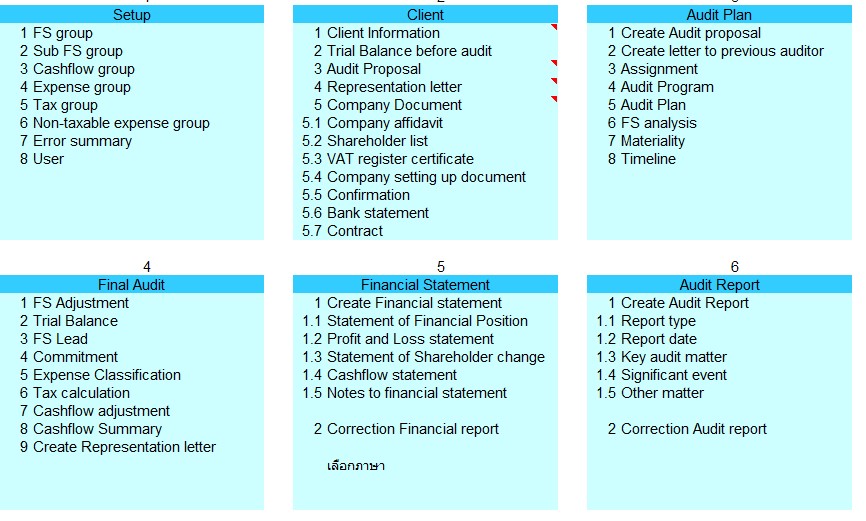 Setup
1 FS group
2 Sub FS group
3 Cashflow group
4 Expense group
5 Tax group
6 Non-taxable expense group
7 Error summary
8 User
Client
1 Client Information
2 Trial Balance before audit
3 Audit Proposal
4 Representation letter
5 Company Document
5.1 Company affidavit
5.2 Shareholder list
5.3 VAT register certificate
5.4 Company setting up document
5.5 Confirmation
5.6 Bank statement
5.7 Contract
Audit Plan
1 Create Audit proposal
2 Create letter to previous auditor
3 Assignment
4 Audit Program
5 Audit Plan
6 FS analysis
7 Materiality
8 Timeline
4
Final Audit
1 FS Adjustment
2 Trial Balance
3 FS Lead
4 Commitment
5 Expense Classification
6 Tax calculation
7 Cashflow adjustment
8 Cashflow Summary
9 Create Representation letter
5
Financial Statement
1 Create Financial statement
1.1 Statement of Financial Position
1.2 Profit and Loss statement
1.3 Statement of Shareholder change
1.4 Cashflow statement
1.5 Notes to financial statement
2 Correction Financial report
เลือกภาษา
6
Audit Report
1 Create Audit Report
1.1 Report type
1.2 Report date
1.3 Key audit matter
1.4 Significant event
1.5 Other matter
2 Correction Audit report